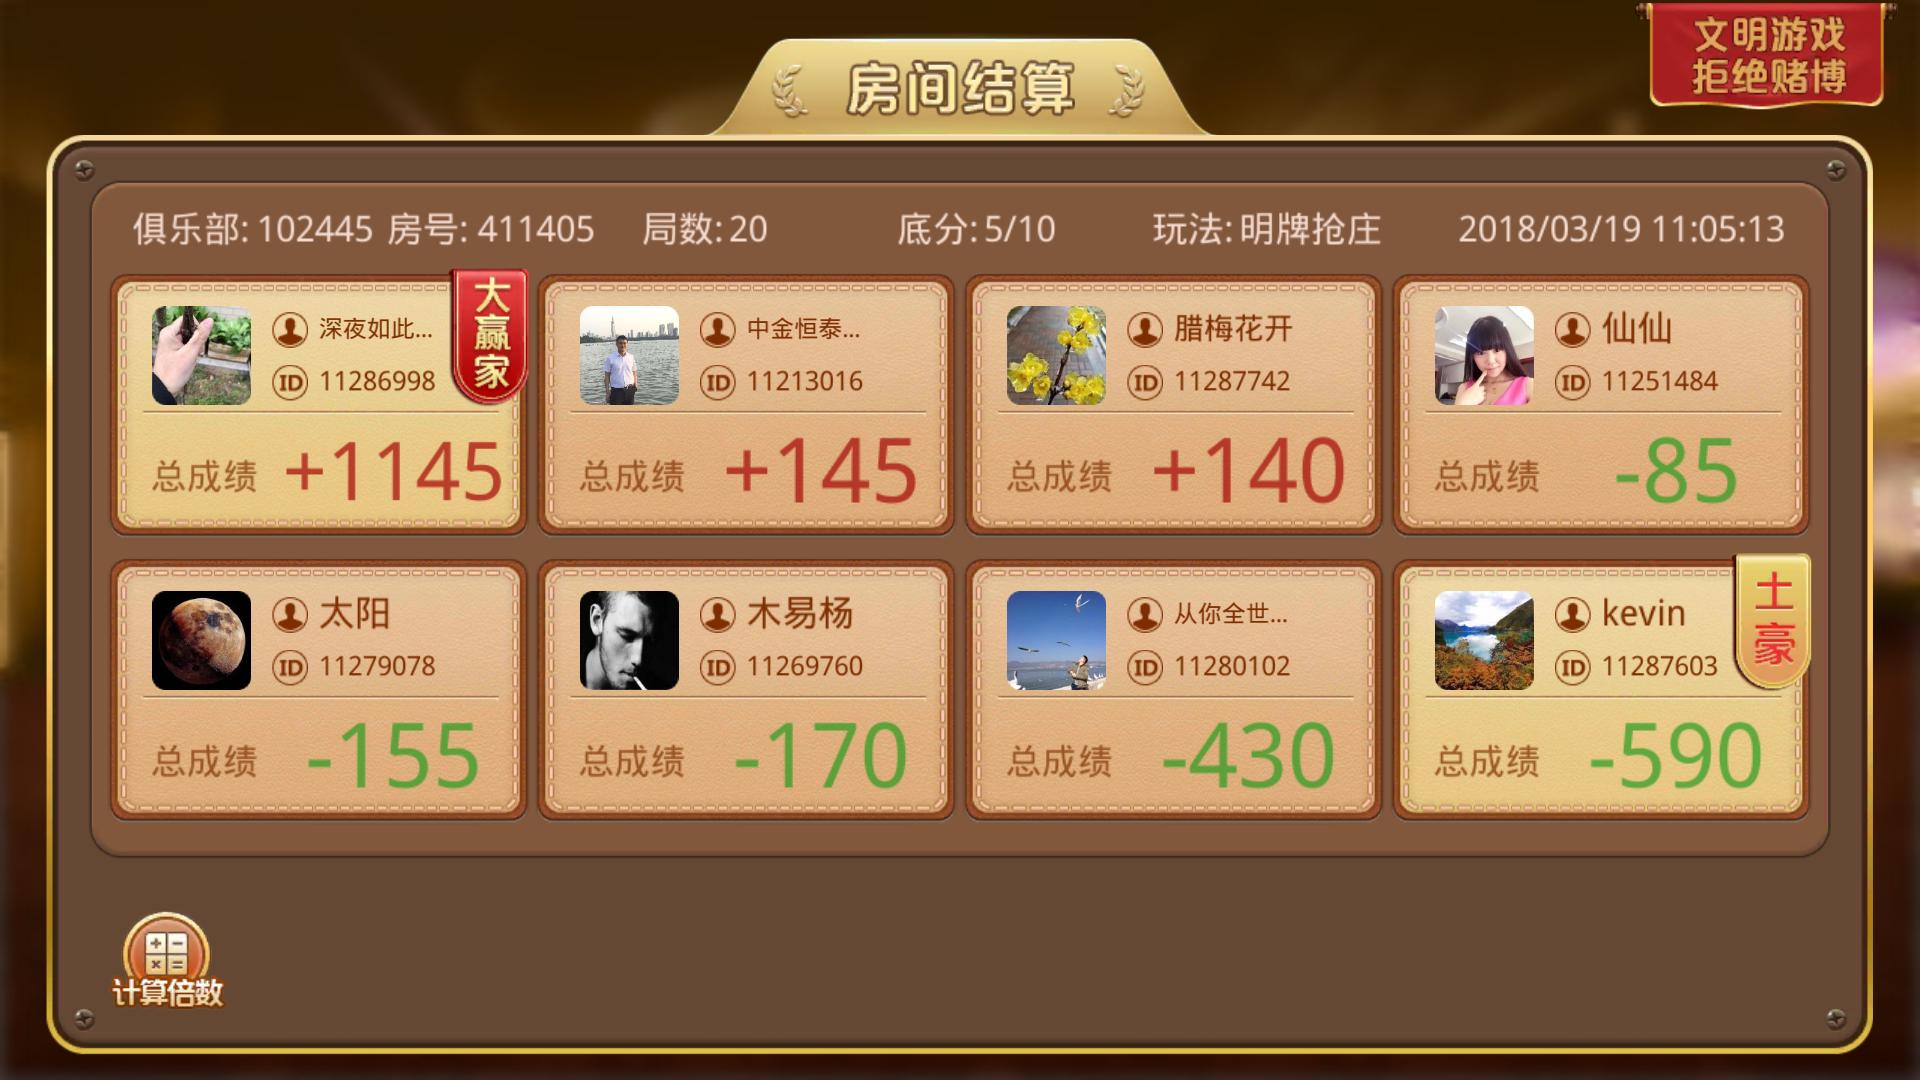 文明游戏
拒绝赌博
房间结算
俱乐部: 102445 房号: 411405 局数: 20 底分: 5/10 玩法: 明牌抢庄 2018/03/19 11:05:13
深夜如此...
ID 11286998
大赢家
总成绩 +1145
中金恒泰...
ID 11213016
总成绩 +145
腊梅花开
ID 11287742
总成绩 +140
仙仙
ID 11251484
总成绩 -85
太阳
ID 11279078
总成绩 -155
木易杨
ID 11269760
总成绩 -170
从你全世...
ID 11280102
总成绩 -430
kevin
ID 11287603
土豪
总成绩 -590
计算倍数